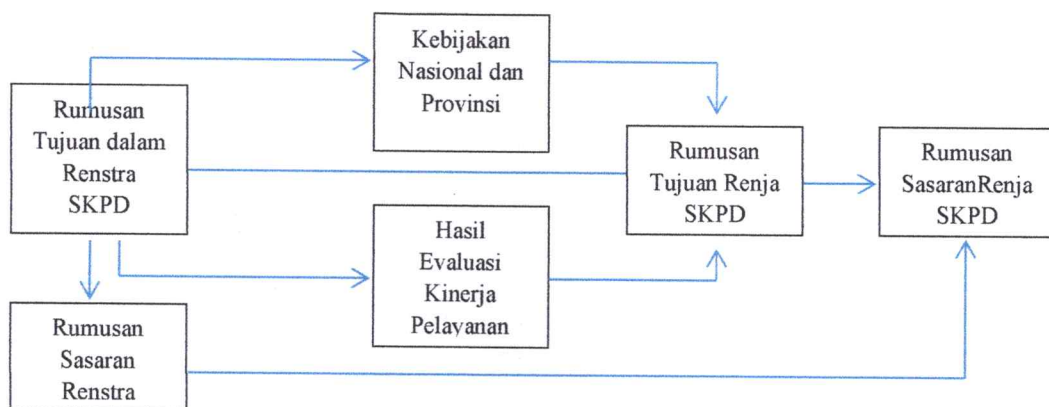 Kebijakan
Nasional dan
Provinsi
Rumusan
Tujuan dalam
Renstra
SKPD
Rumusan
Tujuan Renja
SKPD
Rumusan
SasaranRenja
SKPD
Hasil
Evaluasi
Kinerja
Pelayanan
Rumusan
Sasaran
Renstra